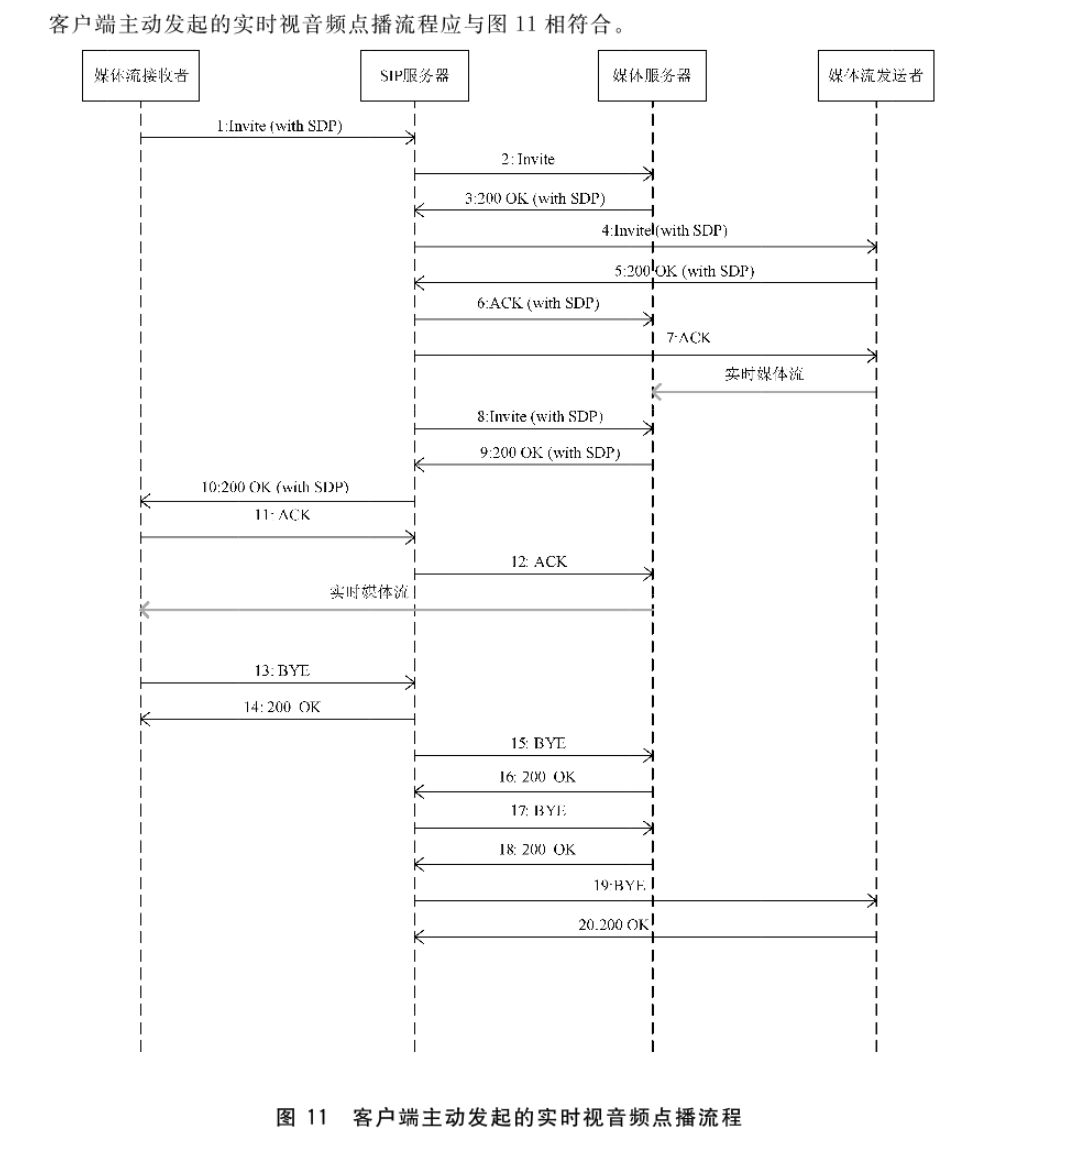 客户端主动发起的实时视音频点播流程应与图 11 相符合。
媒体流接收者 SIP服务器 媒体服务器 媒体流发送者
1:Invite (with SDP)
2: Invite
3:200 OK (with SDP)
4:Invite (with SDP)
5:200 OK (with SDP)
6:ACK (with SDP)
7:ACK
实时媒体流
8:Invite (with SDP)
9:200 OK (with SDP)
10:200 OK (with SDP)
11: ACK
12: ACK
实时媒体流
13: BYE
14: 200 OK
15: BYE
16: 200 OK
17: BYE
18: 200 OK
19:BYE
20.200 OK
图 11 客户端主动发起的实时视音频点播流程